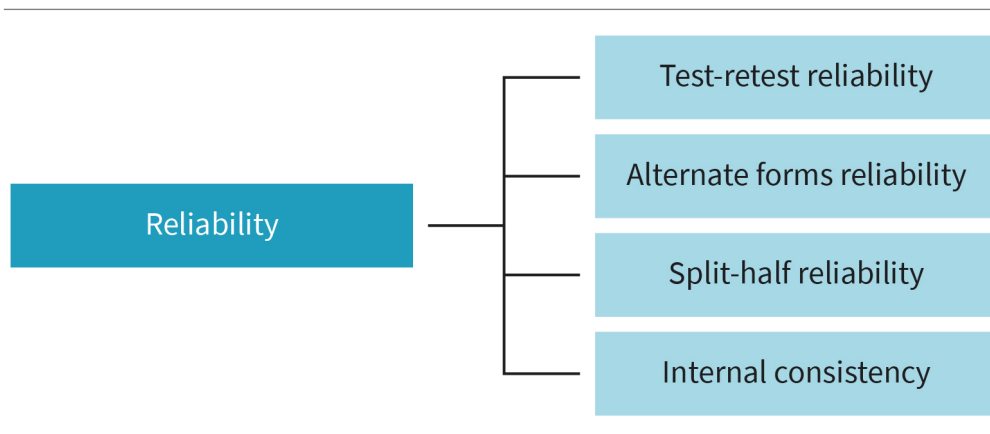 Reliability
Test-retest reliability
Alternate forms reliability
Split-half reliability
Internal consistency